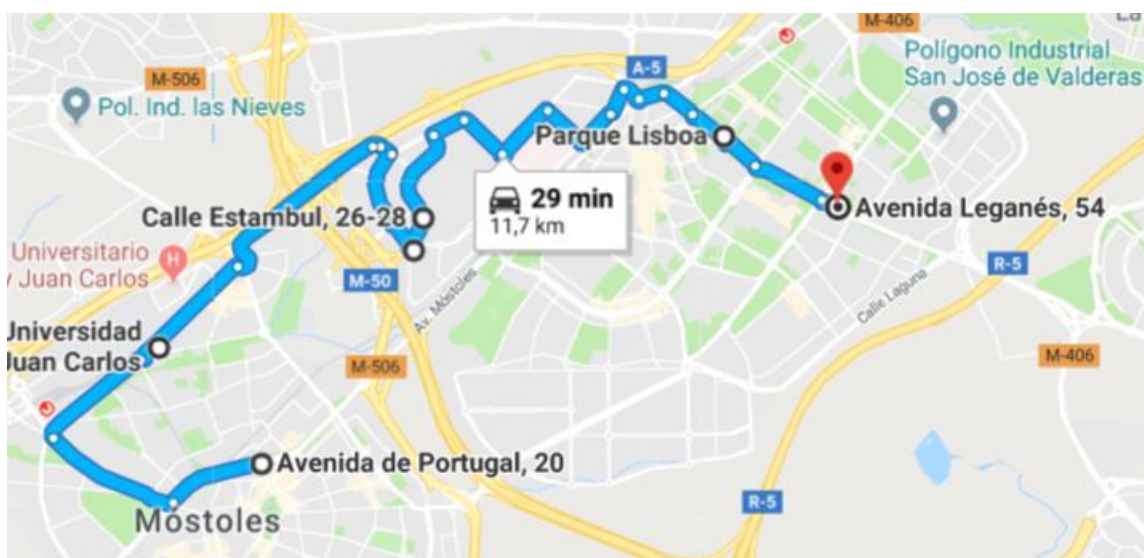 M-406
La
A-5
Polígono Industrial
San José de Valderas
M-506
Pol. Ind. las Nieves
Parque Lisboa
29 min
11,7 km
Calle Estambul, 26-28
Avenida Leganés, 54
Universitario
y Juan Carlos
H
M-50
R-5
Av. Móstoles
Calle Laguna
Universidad
Juan Carlos
M-506
M-406
Avenida de Portugal, 20
R-5
Móstoles